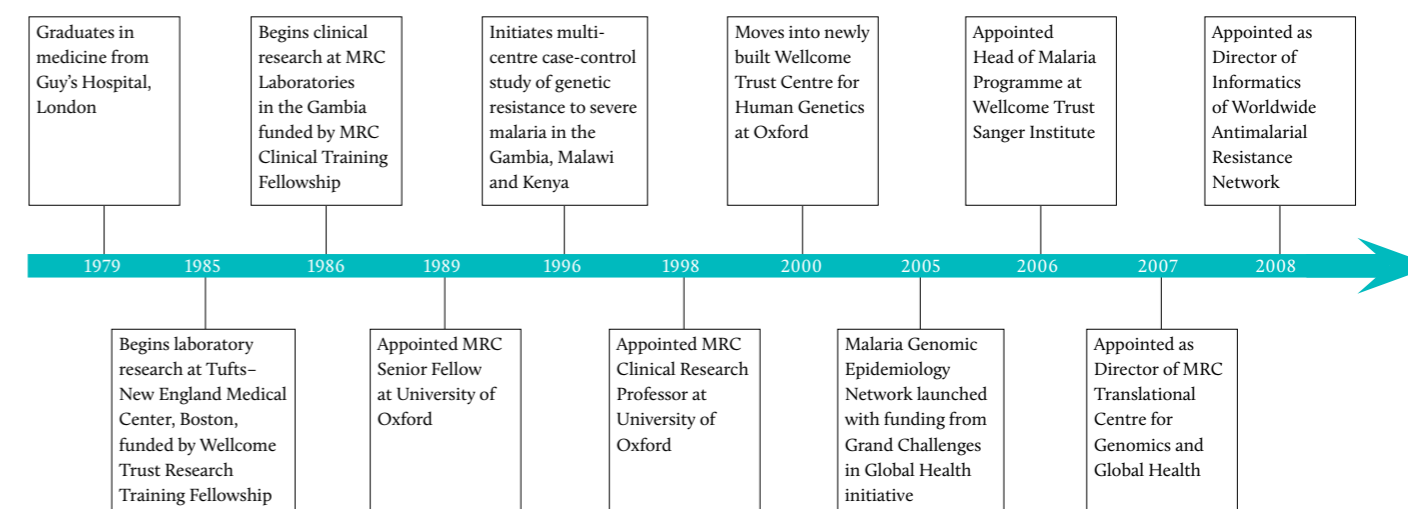 Graduates in
medicine from
Guy’s Hospital,
London
Begins clinical
research at MRC
Laboratories
in the Gambia
funded by MRC
Clinical Training
Fellowship
Initiates multi-
centre case-control
study of genetic
resistance to severe
malaria in the
Gambia, Malawi
and Kenya
Moves into newly
built Wellcome
Trust Centre for
Human Genetics
at Oxford
Appointed
Head of Malaria
Programme at
Wellcome Trust
Sanger Institute
Appointed as
Director of
Informatics
of Worldwide
Antimalarial
Resistance
Network
1979 1985 1986 1989 1996 1998 2000 2005 2006 2007 2008
Begins laboratory
research at Tufts–
New England Medical
Center, Boston,
funded by Wellcome
Trust Research
Training Fellowship
Appointed MRC
Senior Fellow
at University of
Oxford
Appointed MRC
Clinical Research
Professor at
University of
Oxford
Malaria Genomic
Epidemiology
Network launched
with funding from
Grand Challenges
in Global Health
initiative
Appointed as
Director of MRC
Translational
Centre for
Genomics and
Global Health